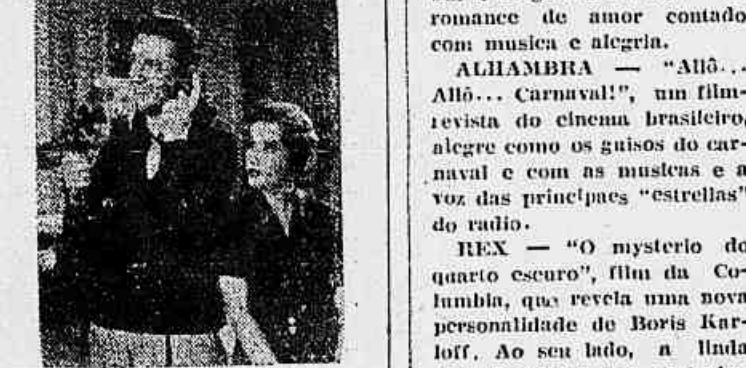 romance de amor contado
com musica e alegria.
ALHAMBRA — "Allô...
Allô... Carnaval!", um film-
revista do cinema brasileiro,
alegre como os guisos do car-
naval e com as musicas e a
voz das principaes "estrellas"
do radio.
REX — "O mysterio do
quarto escuro", film da Co-
lumbia, que revela uma nova
personalidade de Boris Kar-
loff. Ao seu lado, a linda